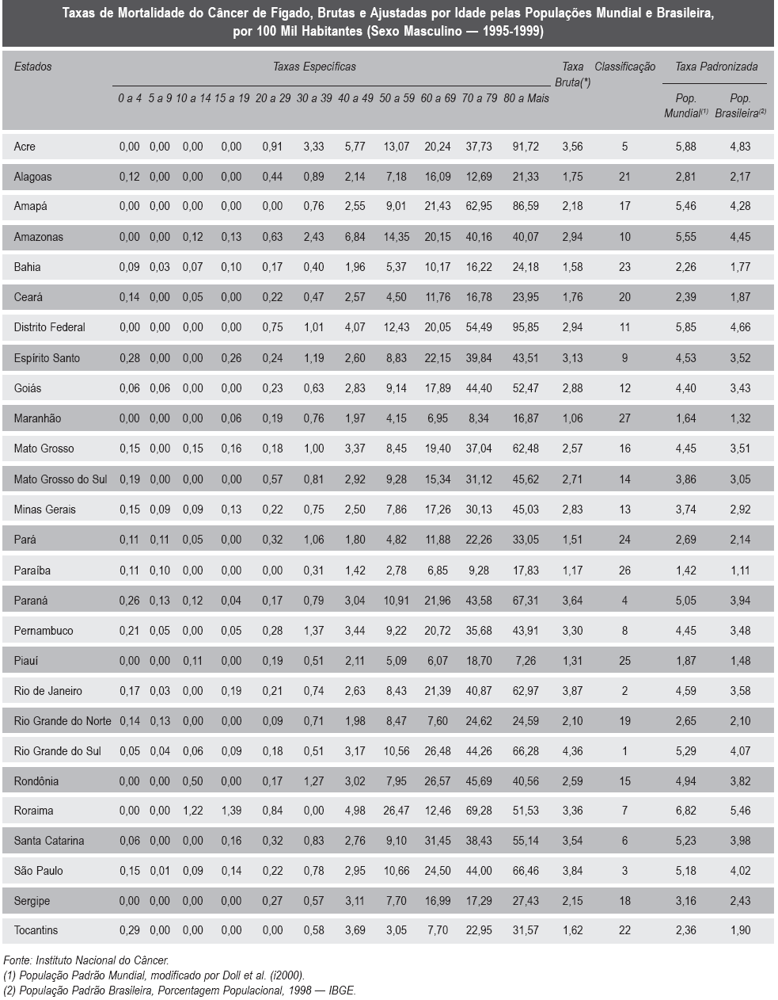 Taxas de Mortalidade do Câncer de Fígado, Brutas e Ajustadas por Idade pelas Populações Mundial e Brasileira,
por 100 Mil Habitantes (Sexo Masculino — 1995-1999)
Estados Taxas Específicas Taxa Classificação Taxa Padronizada
Bruta(*)
0 a 4 5 a 9 10 a 14 15 a 19 20 a 29 30 a 39 40 a 49 50 a 59 60 a 69 70 a 79 80 a Mais Pop. Pop.
Mundial(1) Brasileira(2)
Acre 0,00 0,00 0,00 0,00 0,91 3,33 5,77 13,07 20,24 37,73 91,72 3,56 5 5,88 4,83
Alagoas 0,12 0,00 0,00 0,00 0,44 0,89 2,14 7,18 16,09 12,69 21,33 1,75 21 2,81 2,17
Amapá 0,00 0,00 0,00 0,00 0,00 0,76 2,55 9,01 21,43 62,95 86,59 2,18 17 5,46 4,28
Amazonas 0,00 0,00 0,12 0,13 0,63 2,43 6,84 14,35 20,15 40,16 40,07 2,94 10 5,55 4,45
Bahia 0,09 0,03 0,07 0,10 0,17 0,40 1,96 5,37 10,17 16,22 24,18 1,58 23 2,26 1,77
Ceará 0,14 0,00 0,05 0,00 0,22 0,47 2,57 4,50 11,76 16,78 23,95 1,76 20 2,39 1,87
Distrito Federal 0,00 0,00 0,00 0,00 0,75 1,01 4,07 12,43 20,05 54,49 95,85 2,94 11 5,85 4,66
Espírito Santo 0,28 0,00 0,00 0,26 0,24 1,19 2,60 8,83 22,15 39,84 43,51 3,13 9 4,53 3,52
Goiás 0,06 0,06 0,00 0,00 0,23 0,63 2,83 9,14 17,89 44,40 52,47 2,88 12 4,40 3,43
Maranhão 0,00 0,00 0,00 0,06 0,19 0,76 1,97 4,15 6,95 8,34 16,87 1,06 27 1,64 1,32
Mato Grosso 0,15 0,00 0,15 0,16 0,18 1,00 3,37 8,45 19,40 37,04 62,48 2,57 16 4,45 3,51
Mato Grosso do Sul 0,19 0,00 0,00 0,00 0,57 0,81 2,92 9,28 15,34 31,12 45,62 2,71 14 3,86 3,05
Minas Gerais 0,15 0,09 0,09 0,13 0,22 0,75 2,50 7,86 17,26 30,13 45,03 2,83 13 3,74 2,92
Pará 0,11 0,11 0,05 0,00 0,32 1,06 1,80 4,82 11,88 22,26 33,05 1,51 24 2,69 2,14
Paraíba 0,11 0,10 0,00 0,00 0,00 0,31 1,42 2,78 6,85 9,28 17,83 1,17 26 1,42 1,11
Paraná 0,26 0,13 0,12 0,04 0,17 0,79 3,04 10,91 21,96 43,58 67,31 3,64 4 5,05 3,94
Pernambuco 0,21 0,05 0,00 0,05 0,28 1,37 3,44 9,22 20,72 35,68 43,91 3,30 8 4,45 3,48
Piauí 0,00 0,00 0,11 0,00 0,19 0,51 2,11 5,09 6,07 18,70 7,26 1,31 25 1,87 1,48
Rio de Janeiro 0,17 0,03 0,00 0,19 0,21 0,74 2,63 8,43 21,39 40,87 62,97 3,87 2 4,59 3,58
Rio Grande do Norte 0,14 0,13 0,00 0,00 0,09 0,71 1,98 8,47 7,60 24,62 24,59 2,10 19 2,65 2,10
Rio Grande do Sul 0,05 0,04 0,06 0,09 0,18 0,51 3,17 10,56 26,48 44,26 66,28 4,36 1 5,29 4,07
Rondônia 0,00 0,00 0,50 0,00 0,17 1,27 3,02 7,95 26,57 45,69 40,56 2,59 15 4,94 3,82
Roraima 0,00 0,00 1,22 1,39 0,84 0,00 4,98 26,47 12,46 69,28 51,53 3,36 7 6,82 5,46
Santa Catarina 0,06 0,00 0,00 0,16 0,32 0,83 2,76 9,10 31,45 38,43 55,14 3,54 6 5,23 3,98
São Paulo 0,15 0,01 0,09 0,14 0,22 0,78 2,95 10,66 24,50 44,00 66,46 3,84 3 5,18 4,02
Sergipe 0,00 0,00 0,00 0,00 0,27 0,57 3,11 7,70 16,99 17,29 27,43 2,15 18 3,16 2,43
Tocantins 0,29 0,00 0,00 0,00 0,00 0,58 3,69 3,05 7,70 22,95 31,57 1,62 22 2,36 1,90
Fonte: Instituto Nacional do Câncer.
(1) População Padrão Mundial, modificado por Doll et al. (i2000).
(2) População Padrão Brasileira, Porcentagem Populacional, 1998 — IBGE.